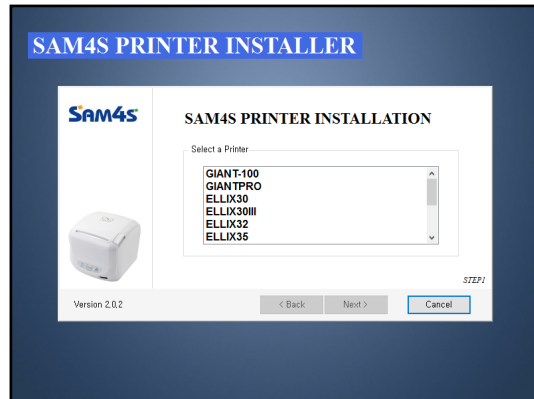 SAM4S PRINTER INSTALLER
SAM4S
SAM4S PRINTER INSTALLATION
Select a Printer
GIANT-100
GIANTPRO
ELLIX30
ELLIX30III
ELLIX32
ELLIX35
STEP1
Version 2,0,2
< Back
Next >
Cancel